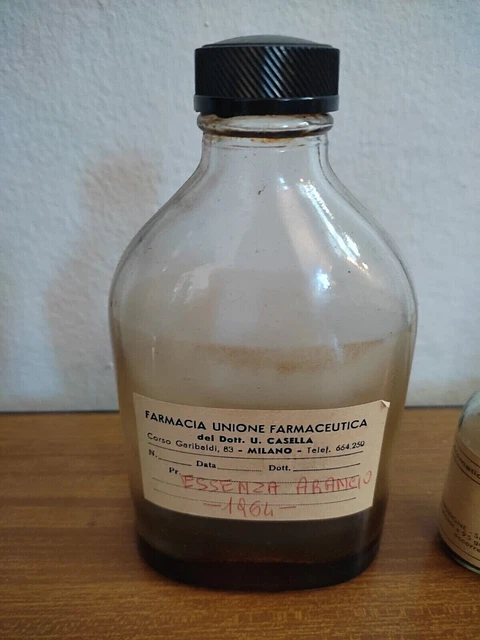 FARMACIA UNIONE FARMACEUTICA
del Dott. U. CASELLA
Corso Garibaldi, 83 - MILANO - Telef. 664.250
N. Data Dott.
Pr. ESSENZA ARANCIO
-1964-